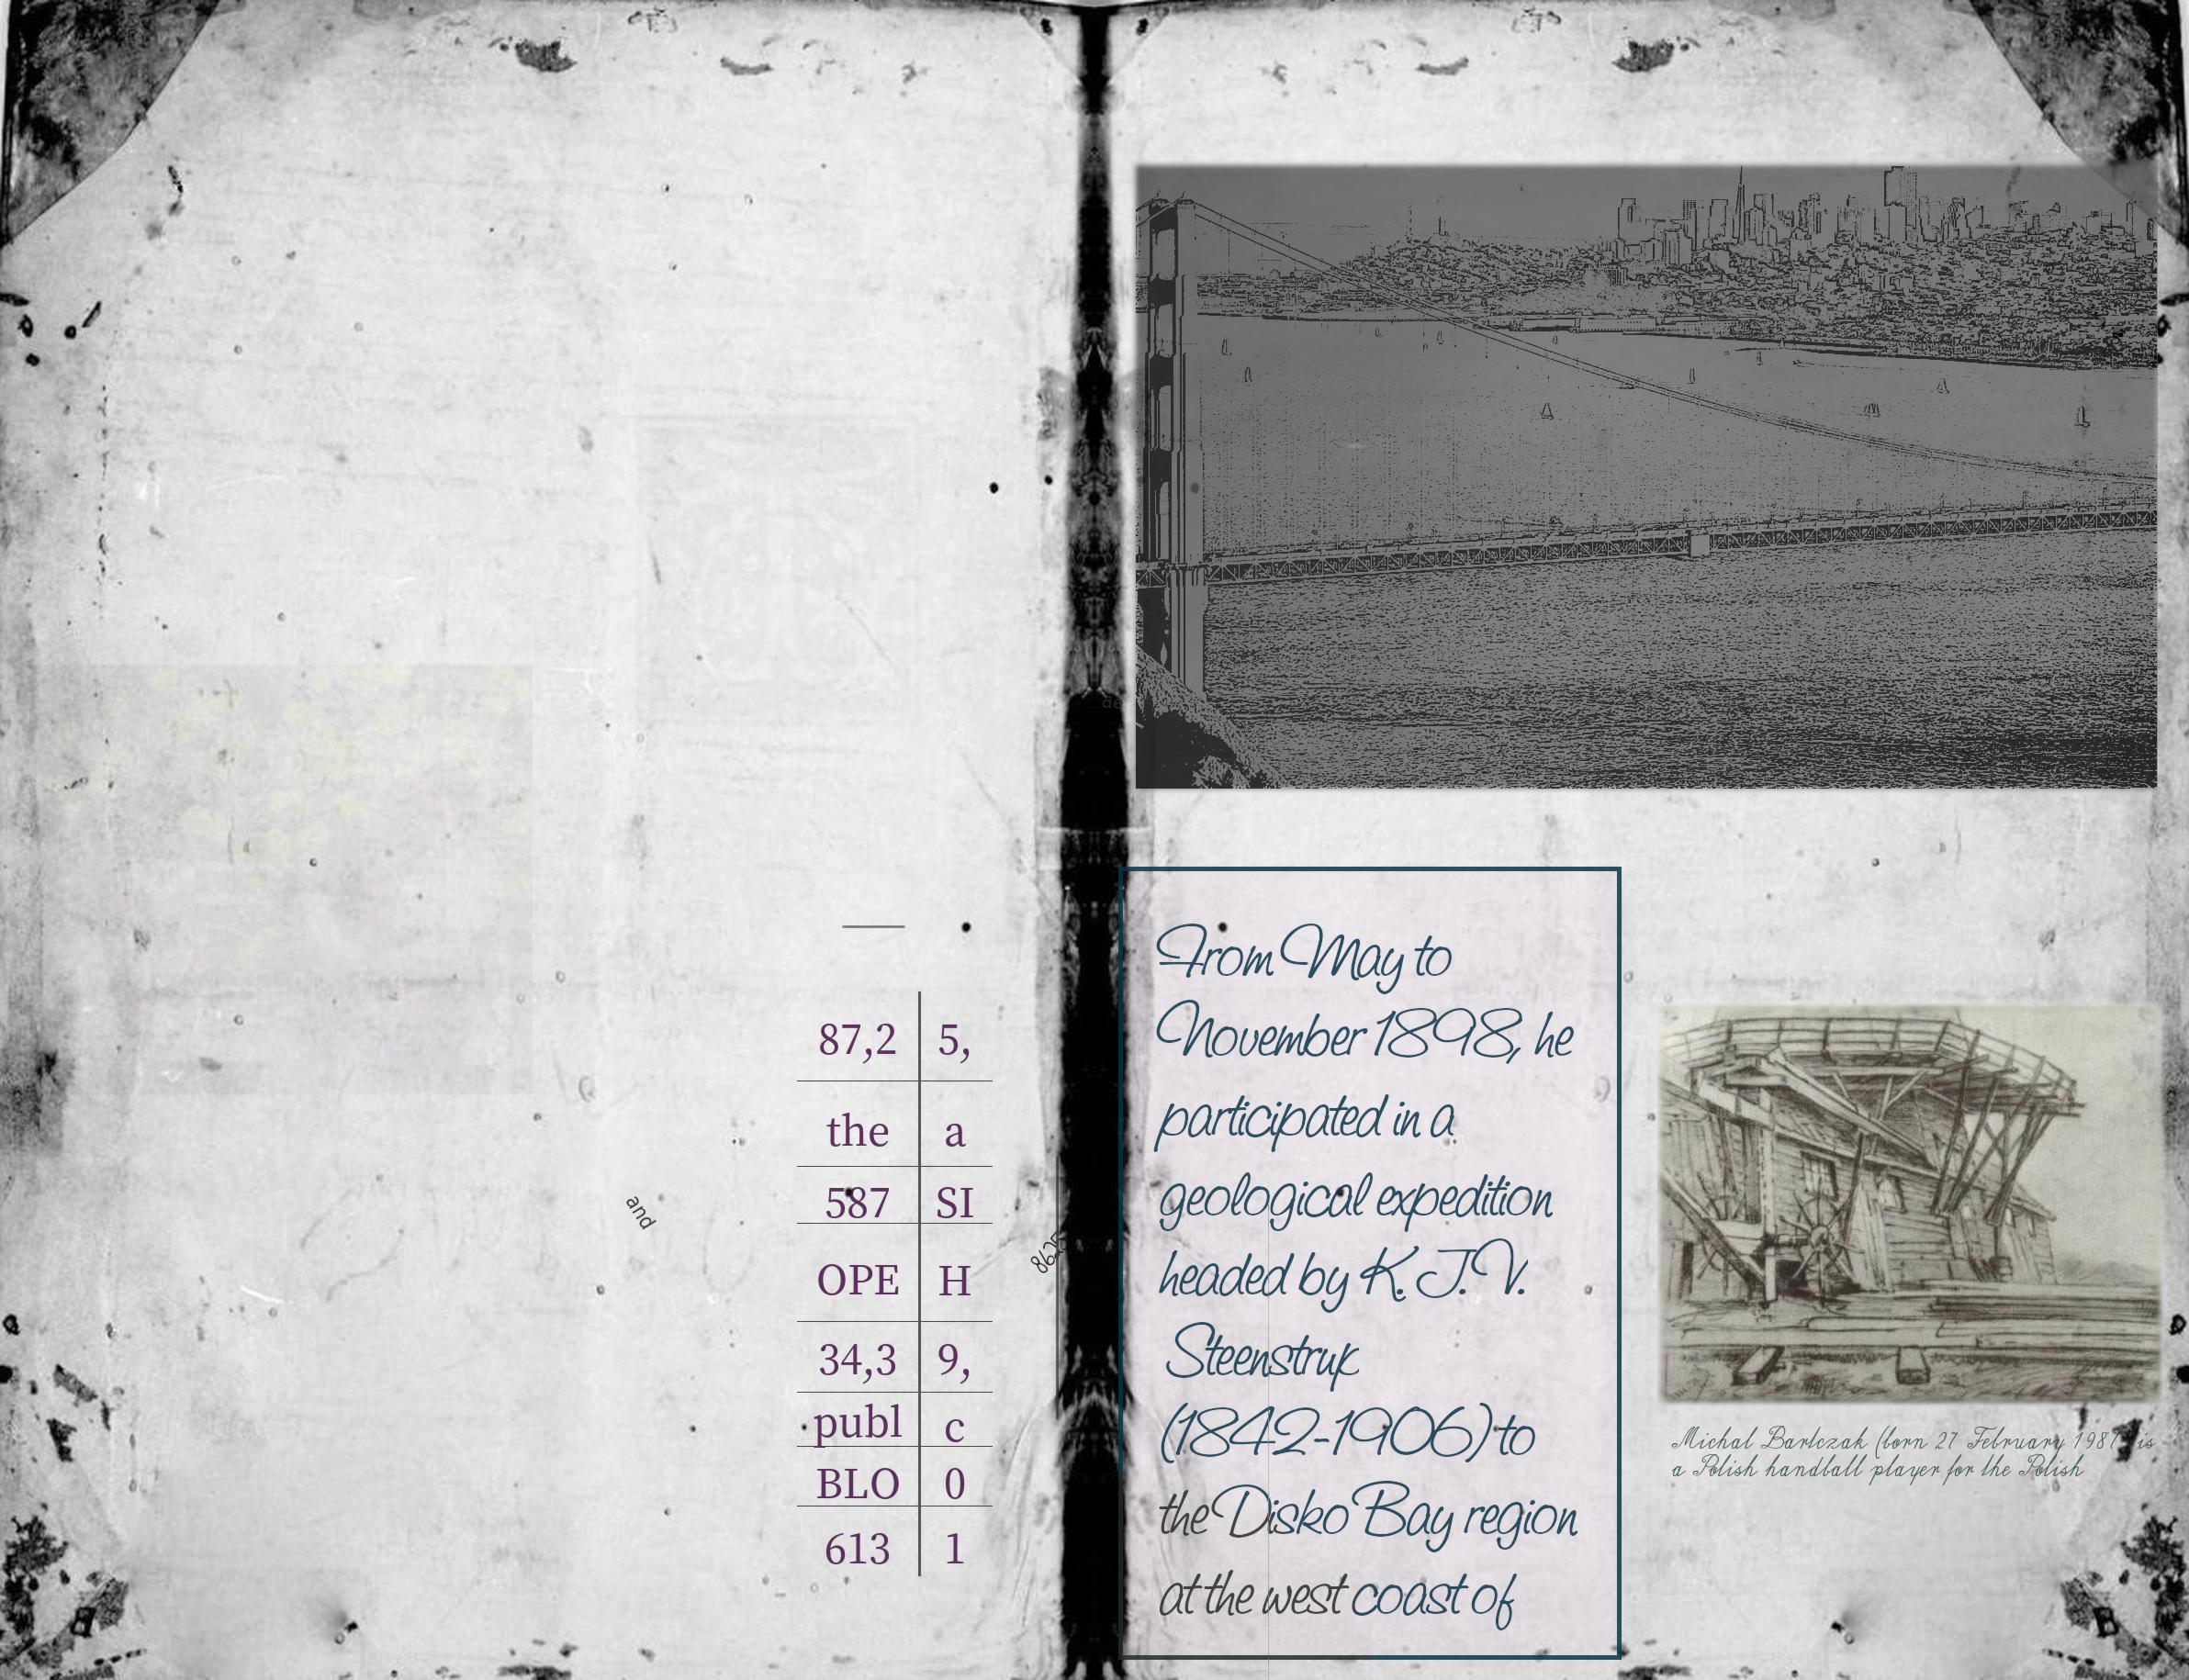 87,2 5,
the a
587 SI
OPE H
34,3 9,
publ c
BLO 0
613 1
and
From May to
November 1898, he
participated in a
geological expedition
headed by K. J. V.
Steenstrup
(1842-1906) to
the Disko Bay region
at the west coast of
Michal Bartczak (born 27 February 1987) is
a Polish handball player for the Polish